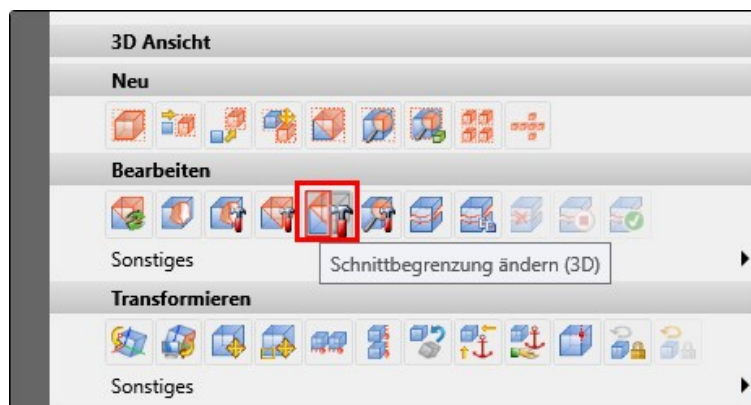 3D Ansicht
Neu
Bearbeiten
Sonstiges
Schnittbegrenzung ändern (3D)
Transformieren
Sonstiges